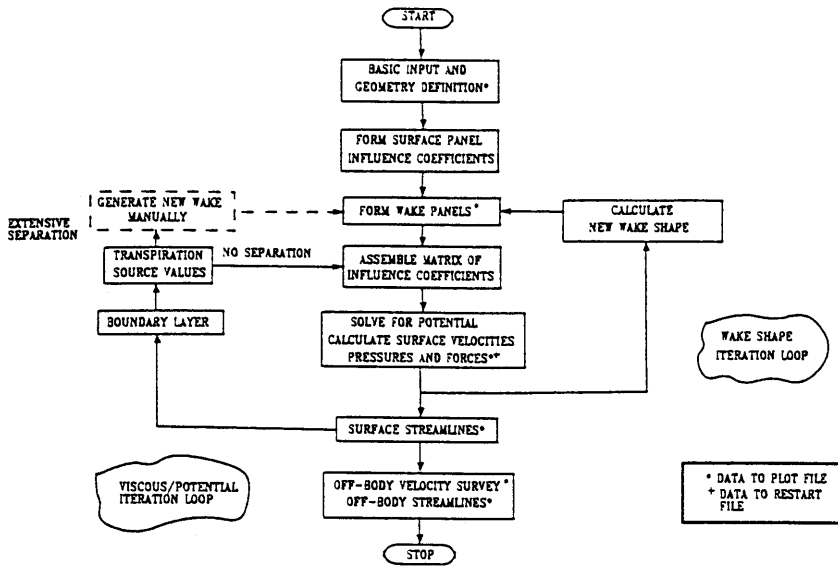 START
BASIC INPUT AND
GEOMETRY DEFINITION*
FORM SURFACE PANEL
INFLUENCE COEFFICIENTS
GENERATE NEW WAKE
MANUALLY
FORM WAKE PANELS*
CALCULATE
NEW WAKE SHAPE
EXTENSIVE
SEPARATION
TRANSPIRATION
SOURCE VALUES
NO SEPARATION
ASSEMBLE MATRIX OF
INFLUENCE COEFFICIENTS
BOUNDARY LAYER
SOLVE FOR POTENTIAL
CALCULATE SURFACE VELOCITIES
PRESSURES AND FORCES*+
WAKE SHAPE
ITERATION LOOP
SURFACE STREAMLINES*
VISCOUS/POTENTIAL
ITERATION LOOP
OFF-BODY VELOCITY SURVEY*
OFF-BODY STREAMLINES*
* DATA TO PLOT FILE
+ DATA TO RESTART
FILE
STOP